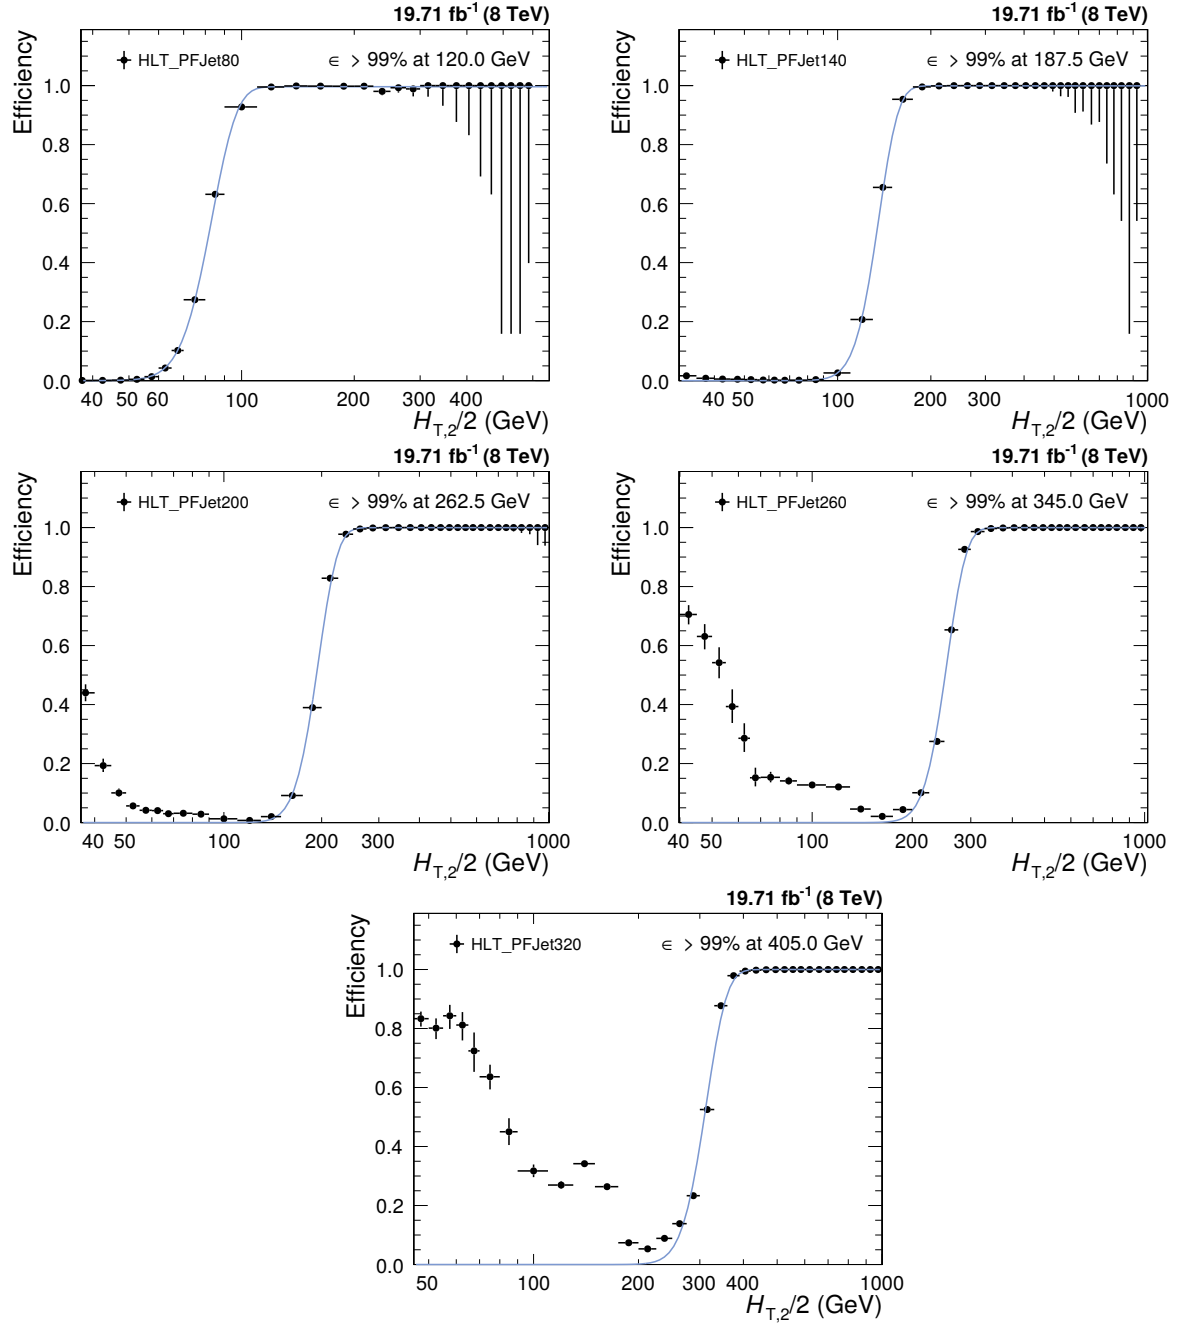 19.71 fb⁻¹ (8 TeV)
Efficiency
HLT_PFJet80
∈ > 99% at 120.0 GeV
1.0
0.8
0.6
0.4
0.2
0.0
40 50 60 100 200 300 400
H_T,2/2 (GeV)
19.71 fb⁻¹ (8 TeV)
Efficiency
HLT_PFJet140
∈ > 99% at 187.5 GeV
1.0
0.8
0.6
0.4
0.2
0.0
40 50 100 200 300 1000
H_T,2/2 (GeV)
19.71 fb⁻¹ (8 TeV)
Efficiency
HLT_PFJet200
∈ > 99% at 262.5 GeV
1.0
0.8
0.6
0.4
0.2
0.0
40 50 100 200 300 1000
H_T,2/2 (GeV)
19.71 fb⁻¹ (8 TeV)
Efficiency
HLT_PFJet260
∈ > 99% at 345.0 GeV
1.0
0.8
0.6
0.4
0.2
0.0
40 50 100 200 300 1000
H_T,2/2 (GeV)
19.71 fb⁻¹ (8 TeV)
Efficiency
HLT_PFJet320
∈ > 99% at 405.0 GeV
1.0
0.8
0.6
0.4
0.2
0.0
50 100 200 300 400 1000
H_T,2/2 (GeV)